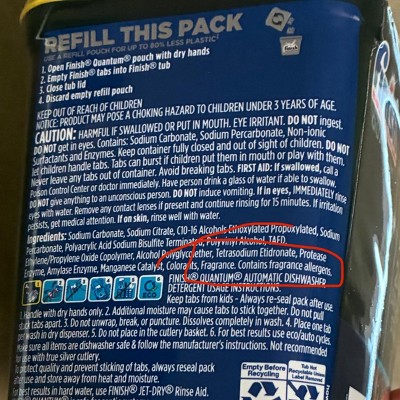 REFILL THIS PACK
USE A REFILL POUCH FOR UP TO 80% LESS PLASTIC
1. Open Finish® Quantum® pouch with dry hands
2. Empty Finish® tabs into Finish® tub
3. Close tub lid
4. Discard empty refill pouch
KEEP OUT OF REACH OF CHILDREN
NOTICE: PRODUCT MAY POSE A CHOKING HAZARD TO CHILDREN UNDER 3 YEARS OF AGE.
CAUTION: HARMFUL IF SWALLOWED OR PUT IN MOUTH. EYE IRRITANT. DO NOT ingest.
DO NOT get in eyes. Contains: Sodium Carbonate, Sodium Percarbonate, Non-ionic
Surfactants and Enzymes. Keep container fully closed and out of sight of children. DO NOT
let children handle tabs. Tabs can burst if children put them in mouth or play with them.
Never leave any tabs out of container. Avoid breaking tabs. FIRST AID: If swallowed, call a
Poison Control Center or doctor immediately. Have person drink a glass of water if able to swallow.
DO NOT give anything to an unconscious person. DO NOT induce vomiting. If in eyes, IMMEDIATELY rinse
eyes with water. Remove any contact lenses if present and continue rinsing for 15 minutes. If irritation
persists, get medical attention. If on skin, rinse well with water.
Ingredients: Sodium Carbonate, Sodium Citrate, C10-16 Alcohols Ethoxylated Propoxylated, Sodium
Percarbonate, Polyacrylic Acid Sodium Bisulfite Terminated, Polyvinyl Alcohol, TAED,
Ethylene/Propylene Oxide Copolymer, Alcohol Tetrasodium Etidronate, Protease
Enzyme, Amylase Enzyme, Manganese Catalyst, Colorants, Fragrance. Contains fragrance allergens.
FINISH® QUANTUM® AUTOMATIC DISHWASHER
DETERGENT USAGE INSTRUCTIONS:
Keep tabs from kids - Always re-seal pack after use
1. Handle with dry hands only. 2. Additional moisture may cause tabs to stick together. Do not pull
stuck tabs apart. 3. Do not unwrap, break, or puncture. Dissolves completely in wash. 4. Place one tab
per wash in dispenser. 5. Do not place in the cutlery basket. 6. For best results use eco/auto cycles.
Make sure all items are dishwasher safe & follow the manufacturer's instructions. Not recommended
for use with true silver cutlery.
To protect quality and prevent sticking of tabs, always reseal pack
after use and store away from heat and moisture.
For best results in hard water, use FINISH® JET-DRY® Rinse Aid.
Empty Before
Recycling
Tub Not
Recyclable Unless
Label Removed